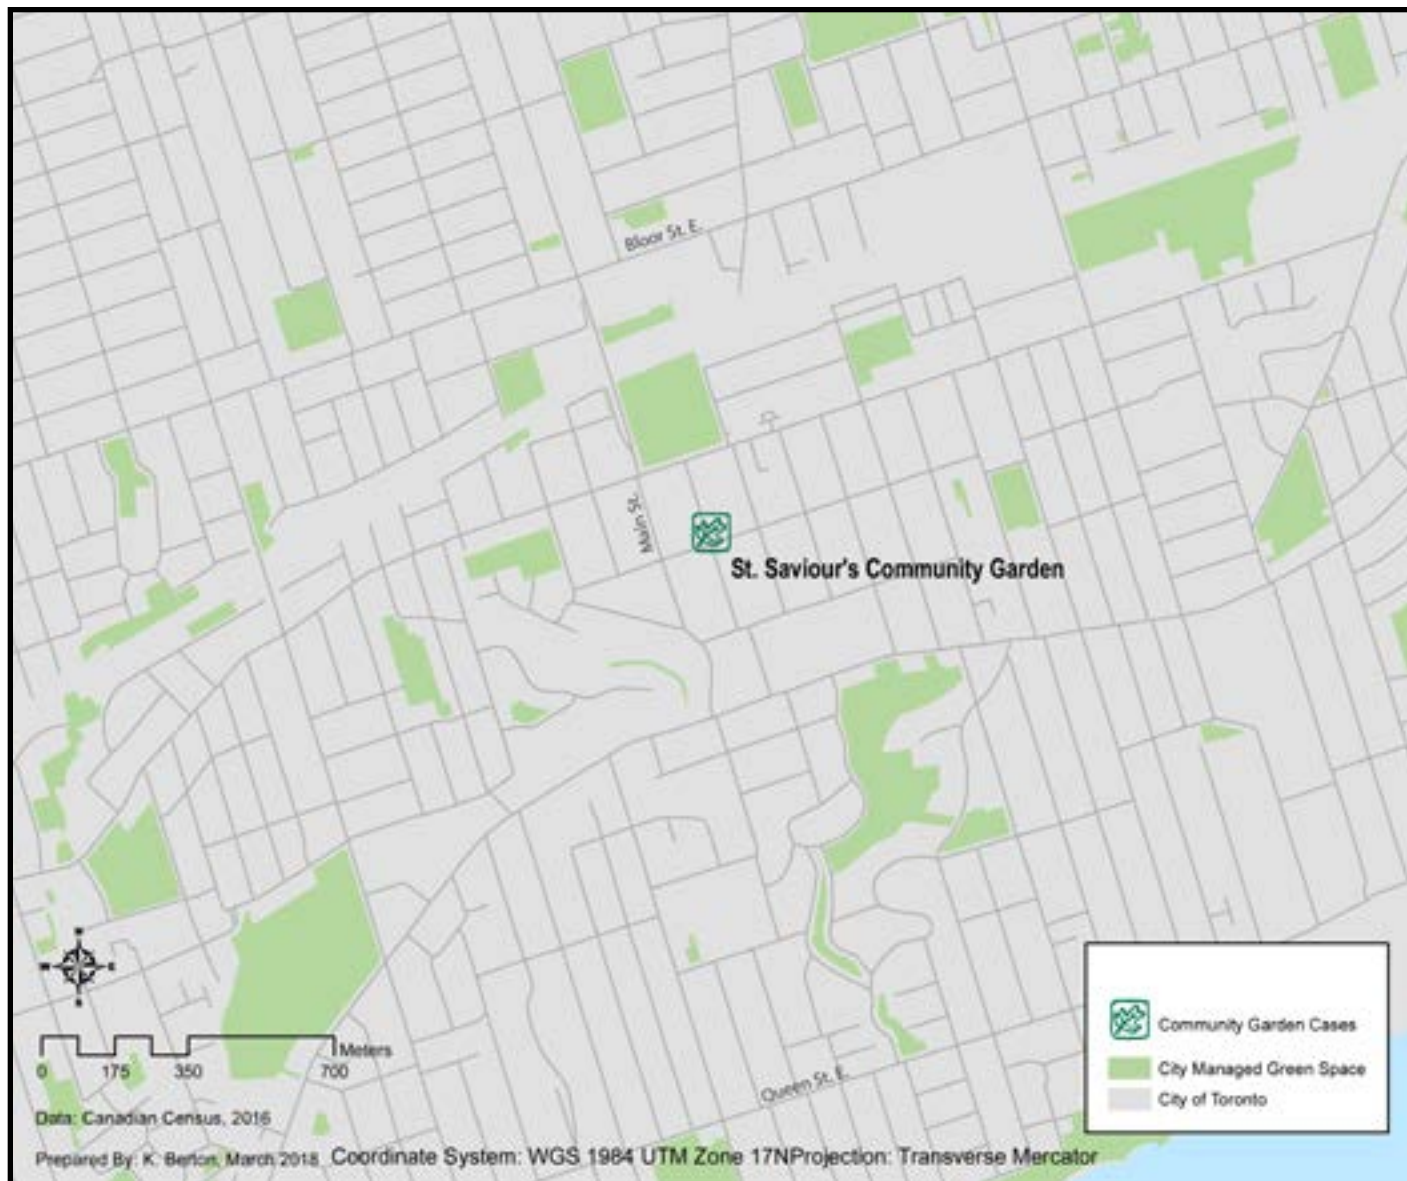 Bloor St. E.
Main St.
St. Saviour's Community Garden
N
W E
S
Meters
0 175 350 700
Queen St. E.
Community Garden Cases
City Managed Green Space
City of Toronto
Data: Canadian Census, 2016
Prepared By: K. Berton, March 2018 Coordinate System: WGS 1984 UTM Zone 17NProjection: Transverse Mercator